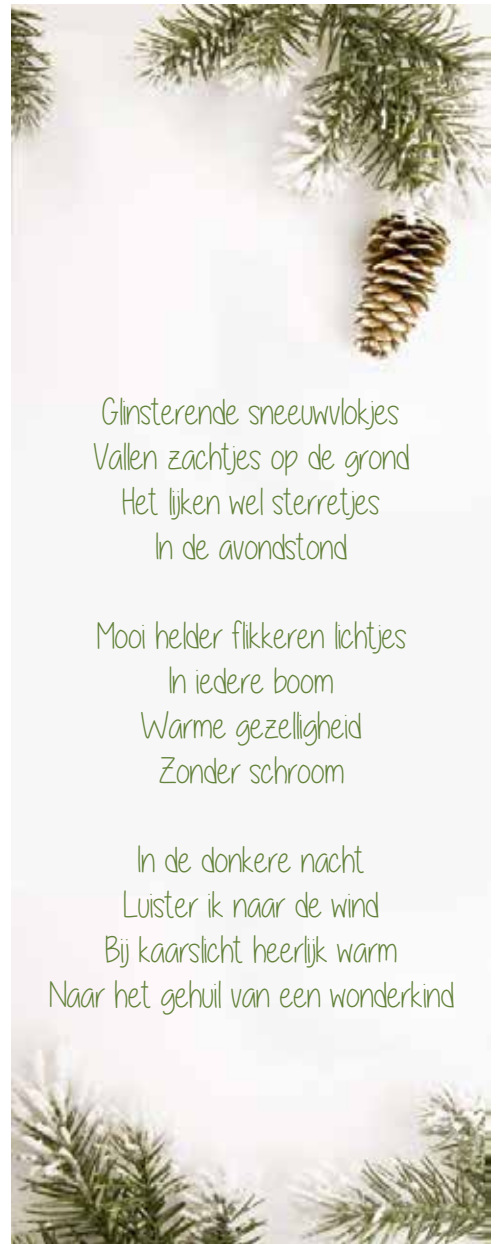 Glinsterende sneeuwvlokjes
Vallen zachtjes op de grond
Het lijken wel sterretjes
In de avondstond

Mooi helder flikkeren lichtjes
In iedere boom
Warme gezelligheid
Zonder schroom

In de donkere nacht
Luister ik naar de wind
Bij kaarslicht heerlijk warm
Naar het gehuil van een wonderkind